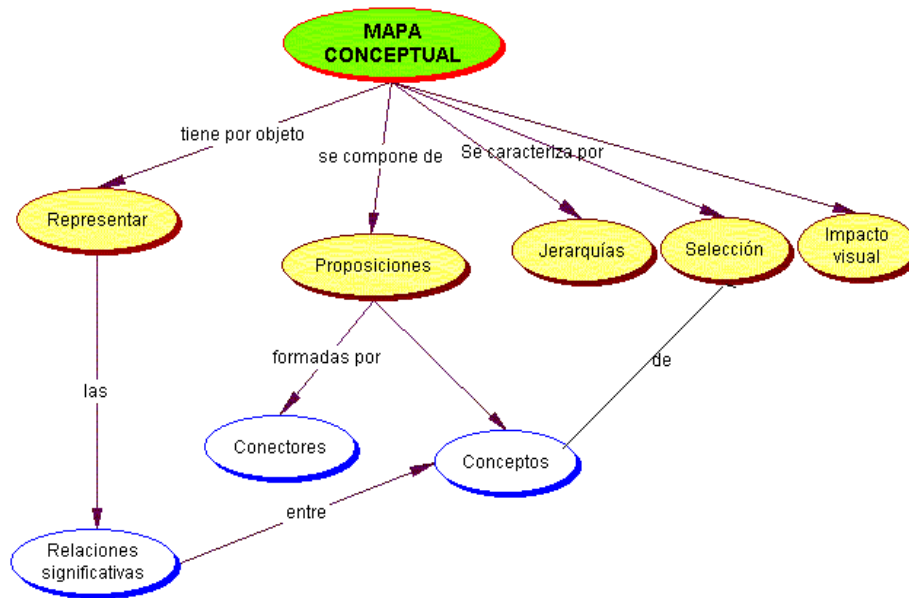 MAPA
CONCEPTUAL
tiene por objeto
se compone de
Se caracteriza por
Representar
Proposiciones
Jerarquías
Selección
Impacto
visual
formadas por
de
las
Conectores
Conceptos
entre
Relaciones
significativas